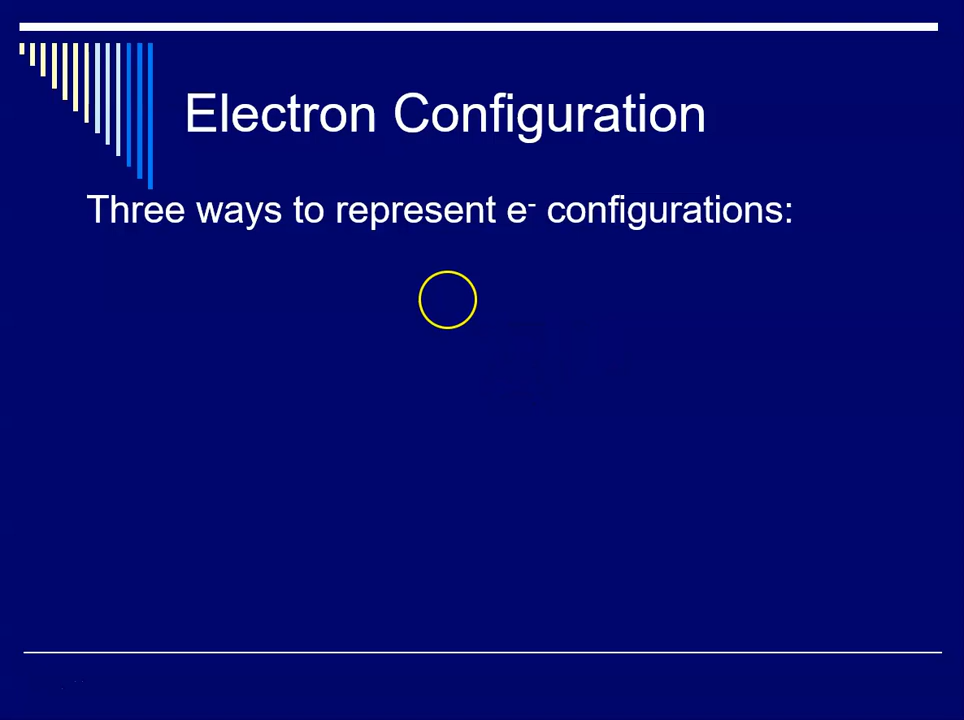 Electron Configuration
Three ways to represent e⁻ configurations: